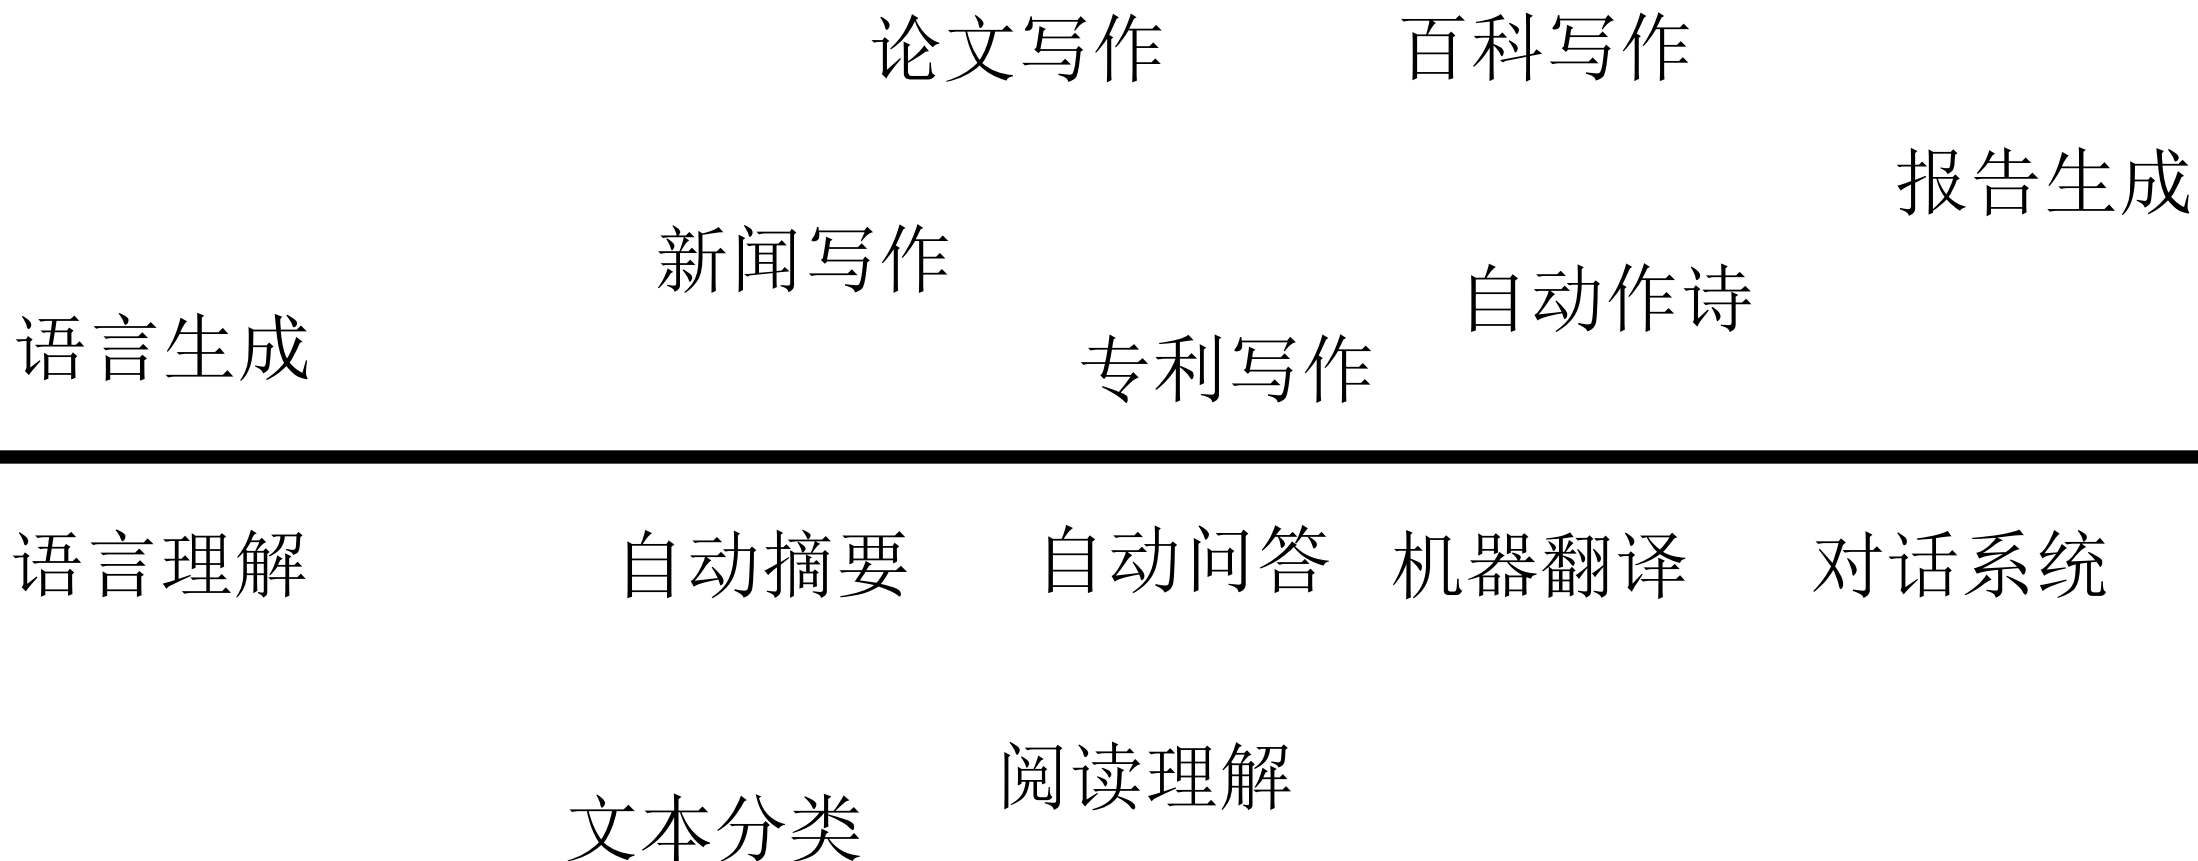 论文写作 百科写作
报告生成
新闻写作
自动作诗
语言生成
专利写作
语言理解 自动摘要 自动问答 机器翻译 对话系统
阅读理解
文本分类